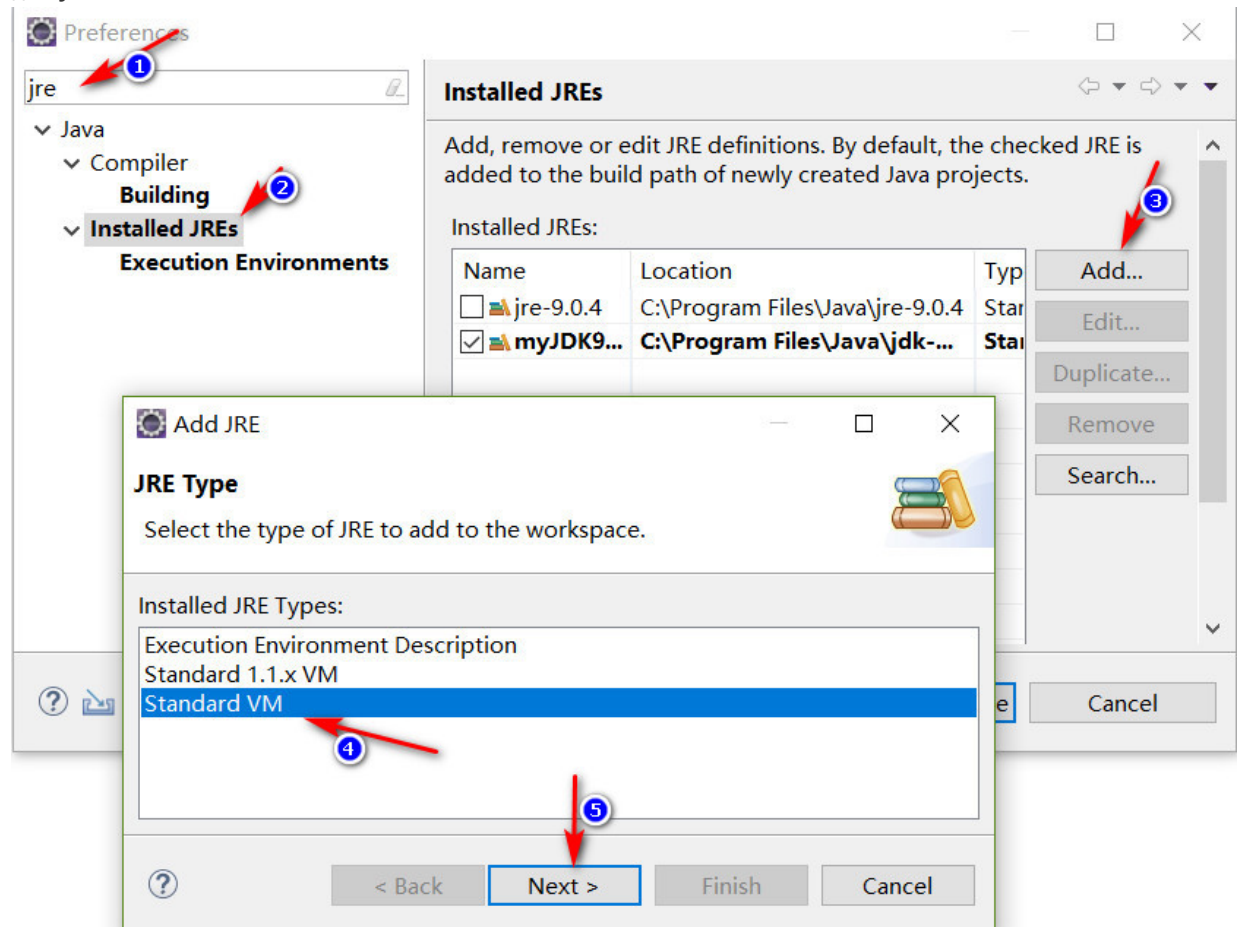 Preferences
1
jre
Installed JREs
Java
Compiler
Building
2
Installed JREs
Execution Environments
Add, remove or edit JRE definitions. By default, the checked JRE is
added to the build path of newly created Java projects.
3
Installed JREs:
Name Location Typ
jre-9.0.4 C:\Program Files\Java\jre-9.0.4 Star
myJDK9... C:\Program Files\Java\jdk-... Star
Add...
Edit...
Duplicate...
Remove
Search...
Add JRE
JRE Type
Select the type of JRE to add to the workspace.
Installed JRE Types:
Execution Environment Description
Standard 1.1.x VM
Standard VM
4
5
< Back Next > Finish Cancel
e Cancel